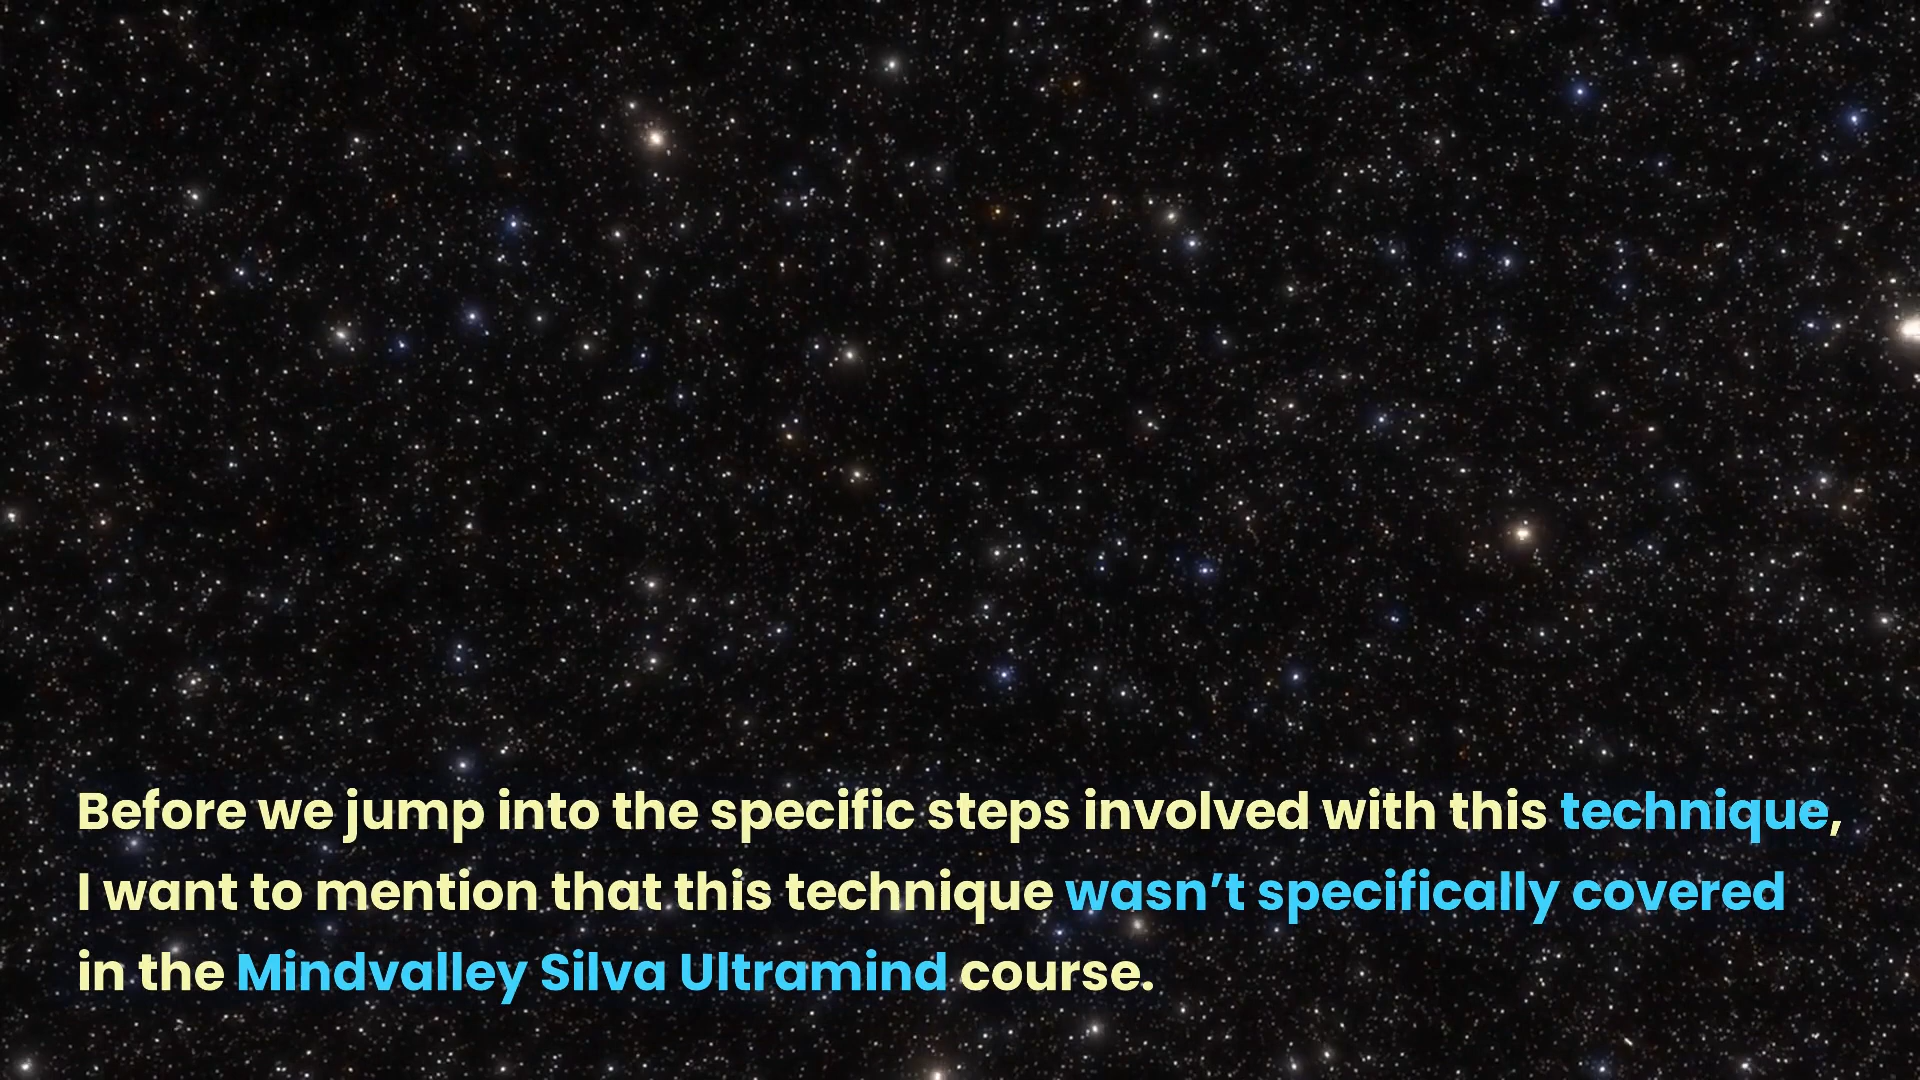 Before we jump into the specific steps involved with this technique,
I want to mention that this technique wasn’t specifically covered
in the Mindvalley Silva Ultramind course.